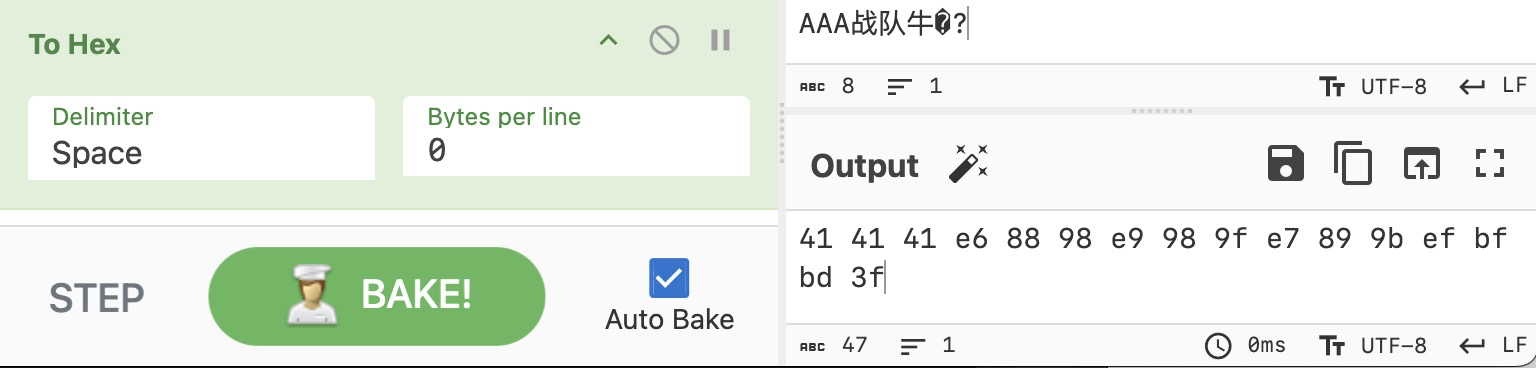 To Hex
Delimiter
Space
Bytes per line
0
STEP
BAKE!
Auto Bake
AAA战队牛�?
ABC 8 1 UTF-8 LF
Output
41 41 41 e6 88 98 e9 98 9f e7 89 9b ef bf
bd 3f
ABC 47 1 0ms UTF-8 LF